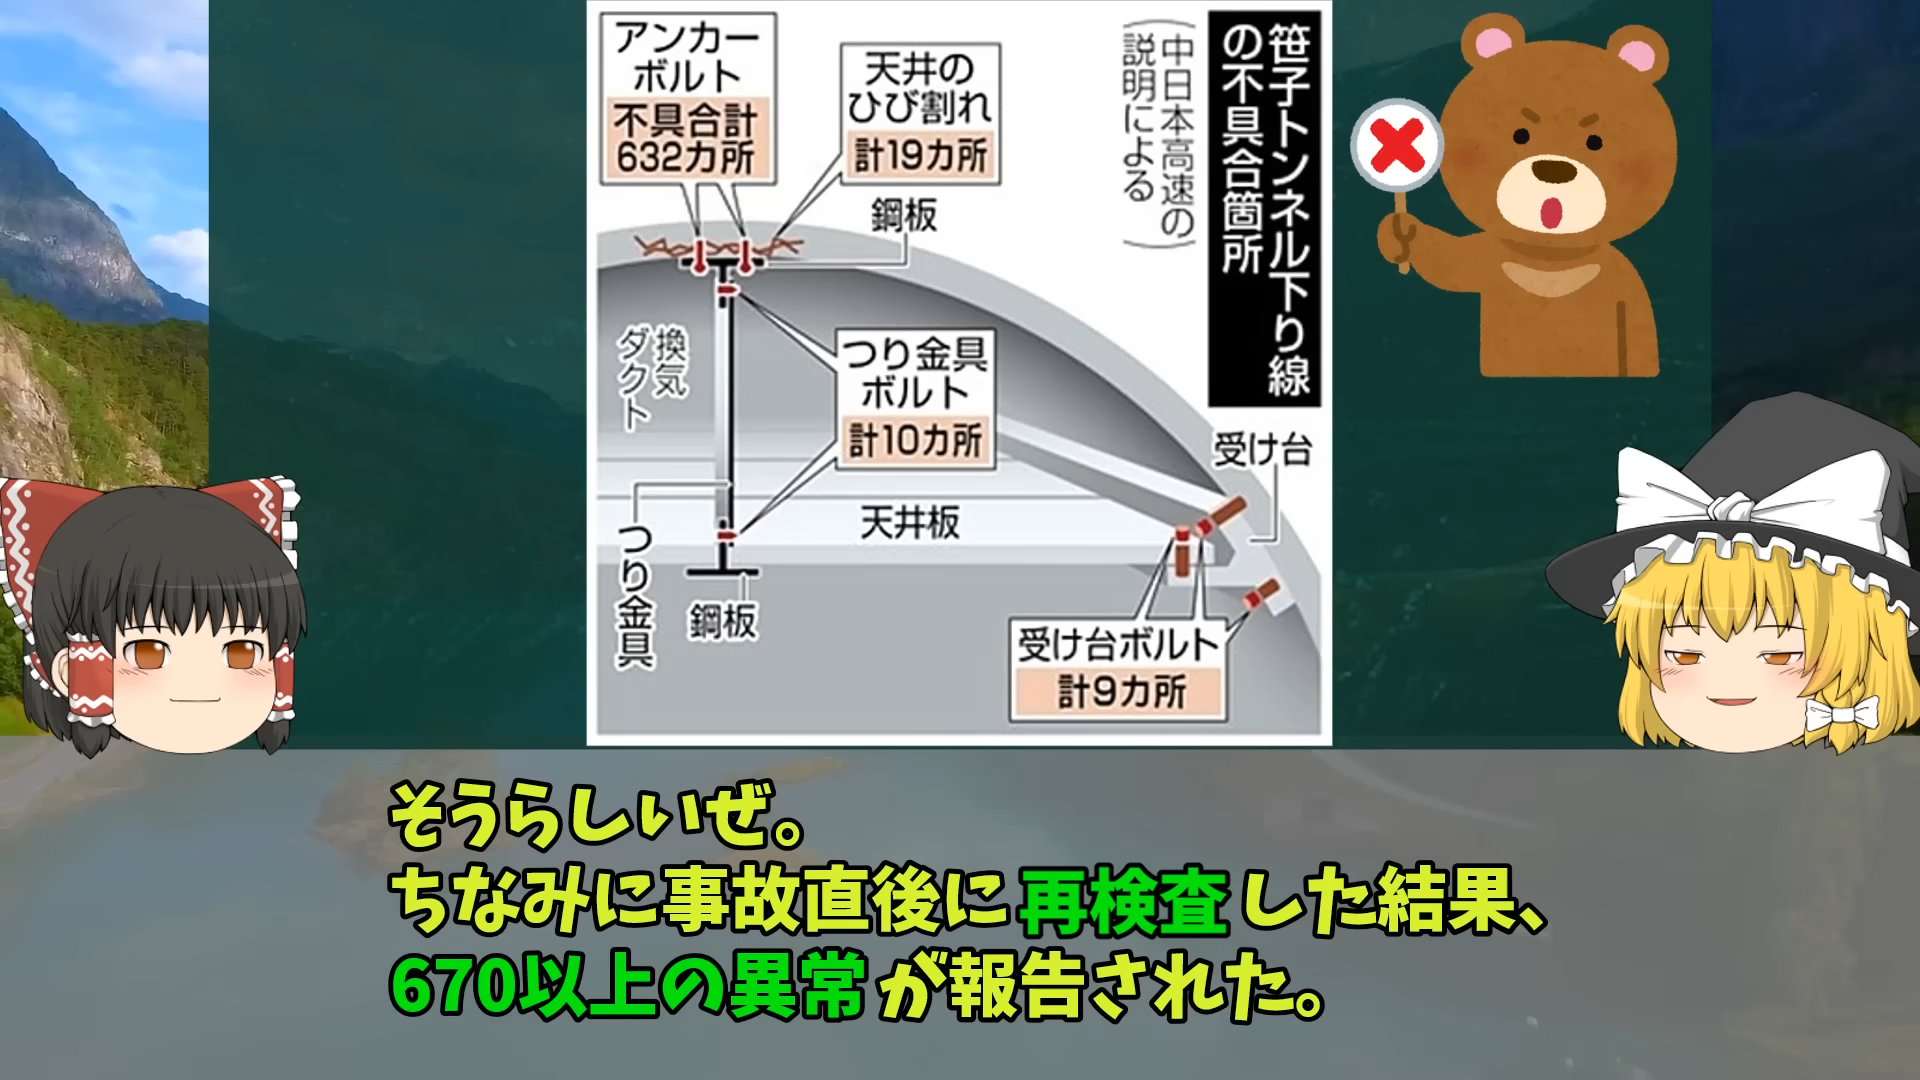 笹子トンネル下り線
の不具合箇所
(中日本高速の
説明による)
アンカー
ボルト
不具合計
632カ所
天井の
ひび割れ
計19カ所
鋼板
換気
ダクト
つり金具
ボルト
計10カ所
受け台
天井板
つり金具
鋼板
受け台ボルト
計9カ所
そうらしいぜ。
ちなみに事故直後に再検査した結果、
670以上の異常が報告された。